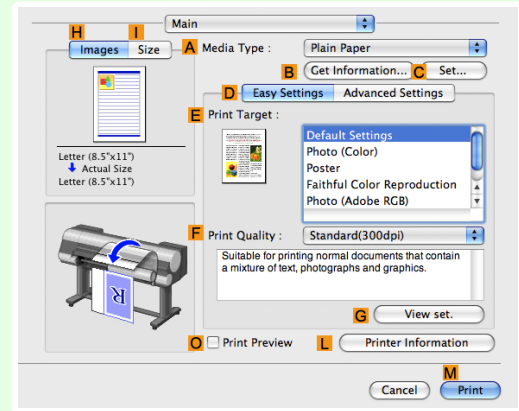 Main
H
I
Images
Size
A
Media Type :
Plain Paper
B
Get Information...
C
Set...
D
Easy Settings
Advanced Settings
E
Print Target :
Default Settings
Photo (Color)
Poster
Faithful Color Reproduction
Photo (Adobe RGB)
Letter (8.5"x11")
Actual Size
Letter (8.5"x11")
F
Print Quality :
Standard(300dpi)
Suitable for printing normal documents that contain
a mixture of text, photographs and graphics.
R
G
View set.
O
Print Preview
L
Printer Information
M
Cancel
Print